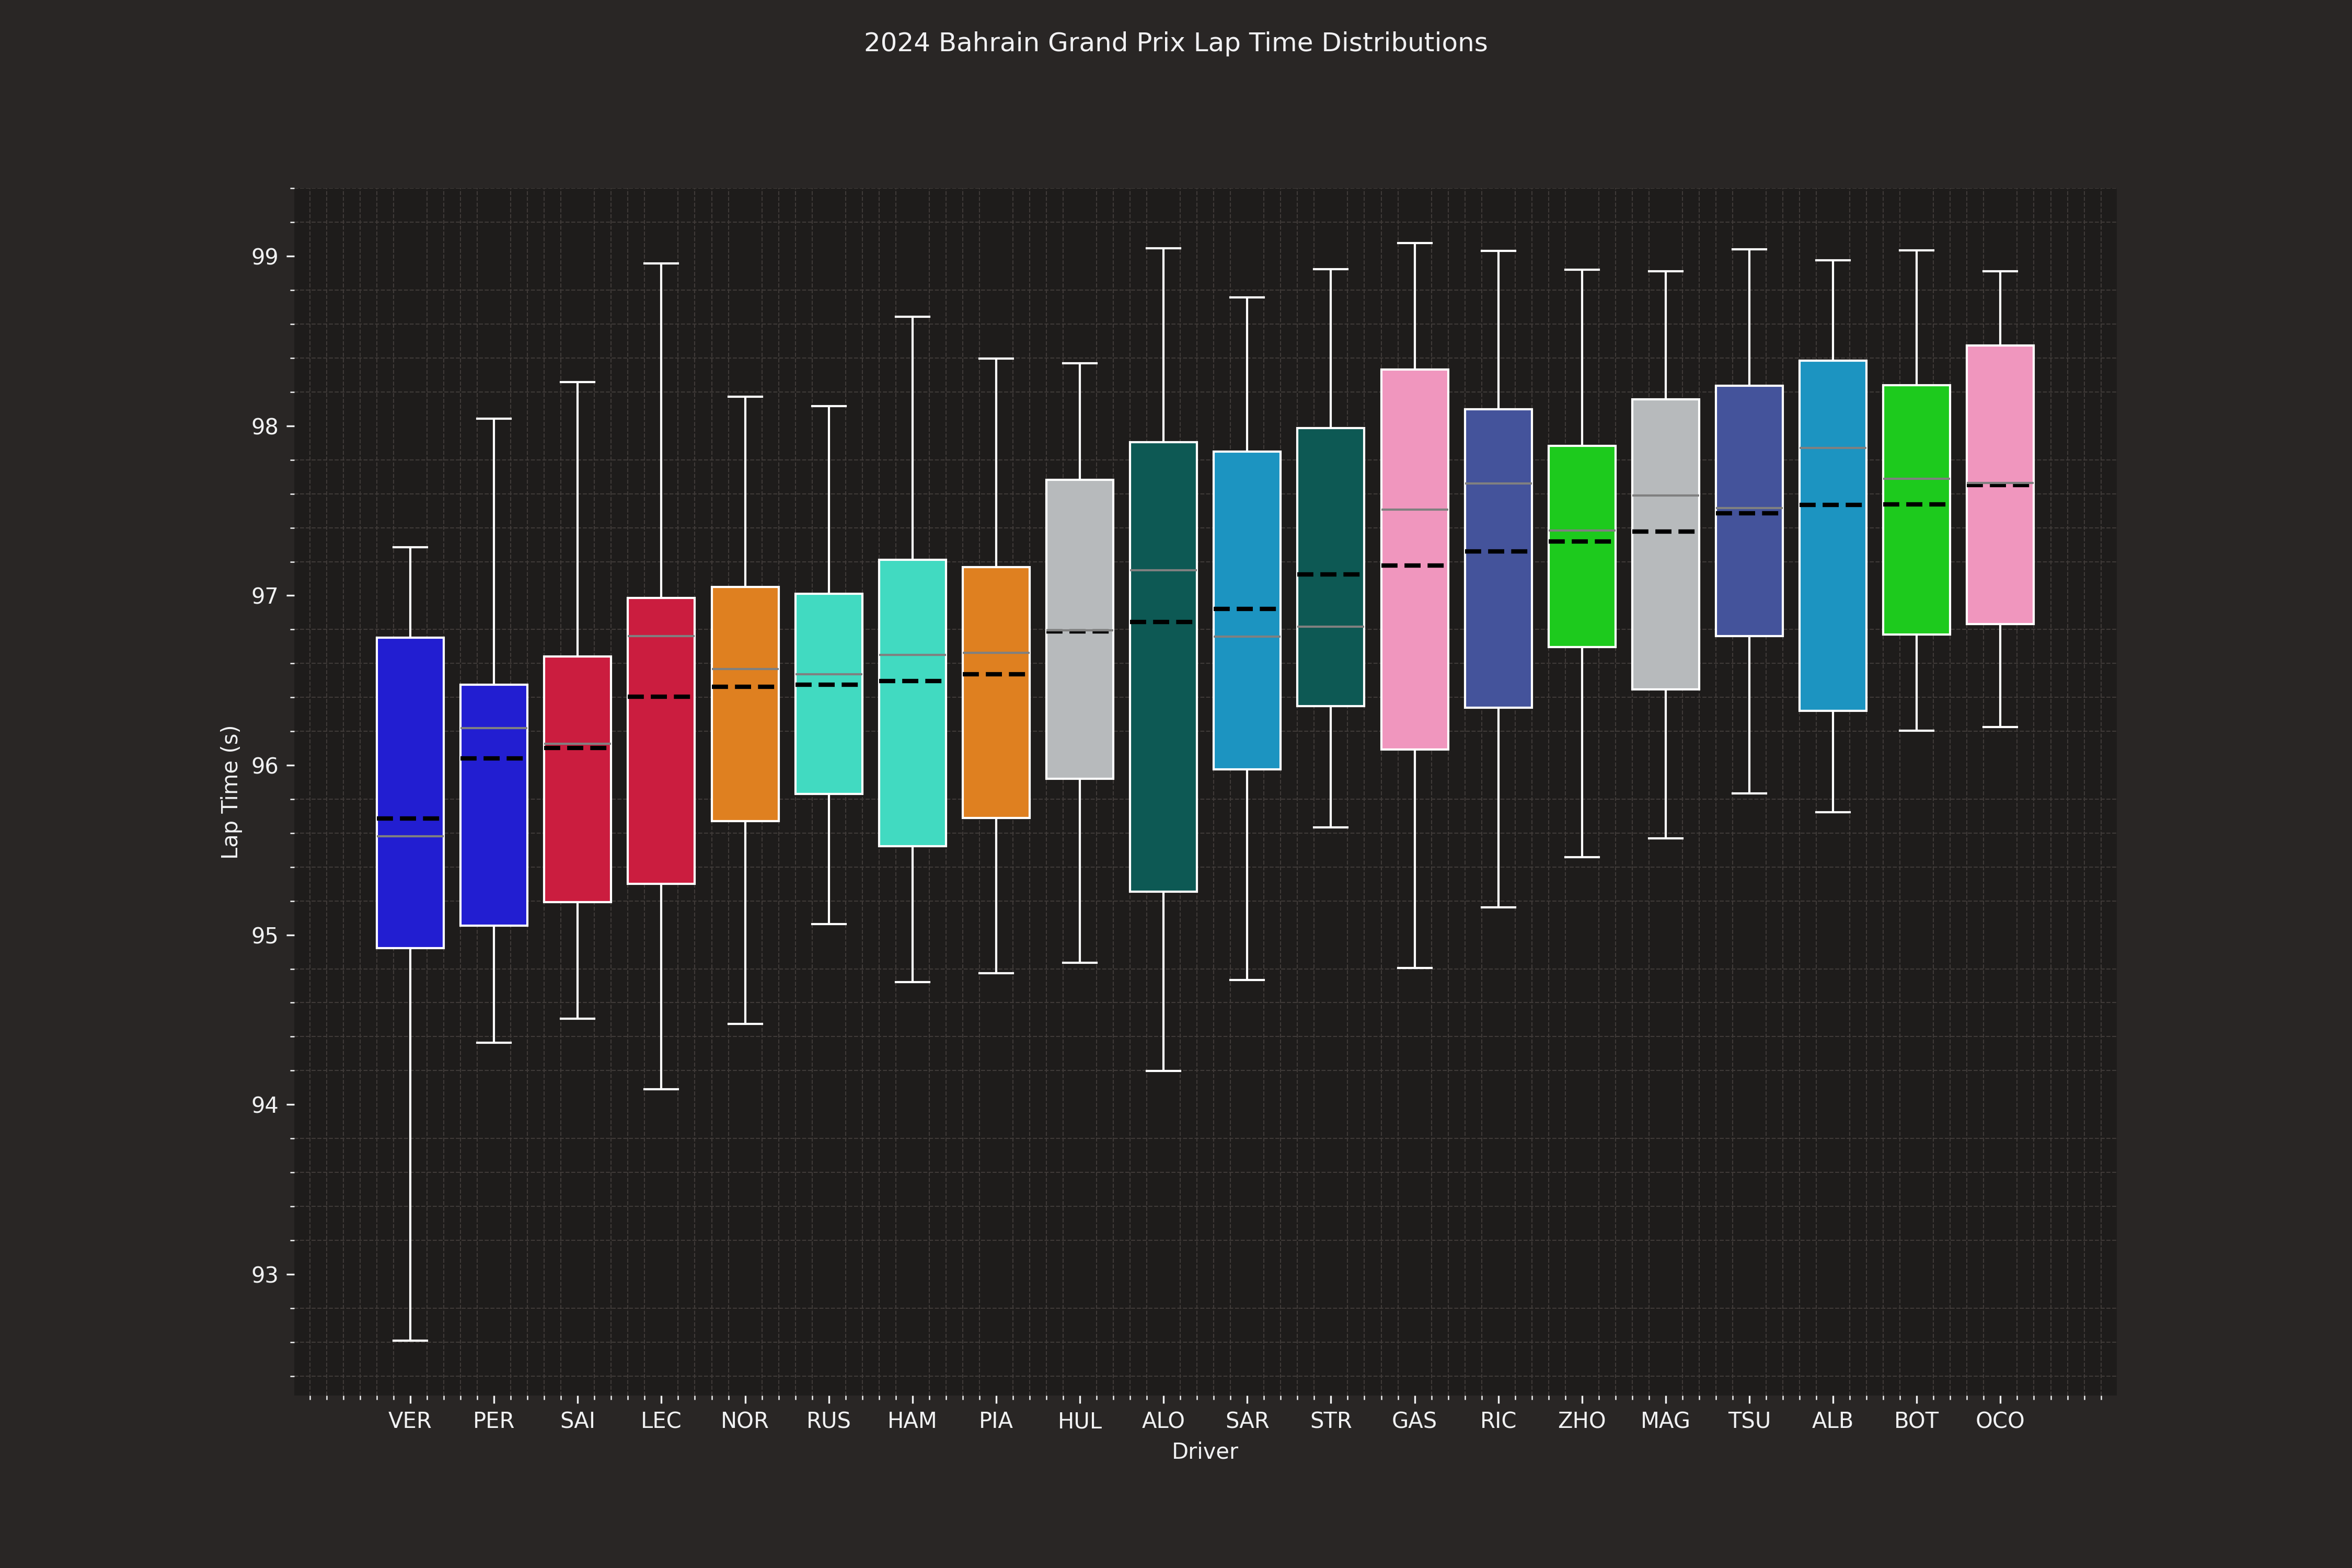 2024 Bahrain Grand Prix Lap Time Distributions
99
98
97
96
95
94
93
Lap Time (s)
VER PER SAI LEC NOR RUS HAM PIA HUL ALO SAR STR GAS RIC ZHO MAG TSU ALB BOT OCO
Driver